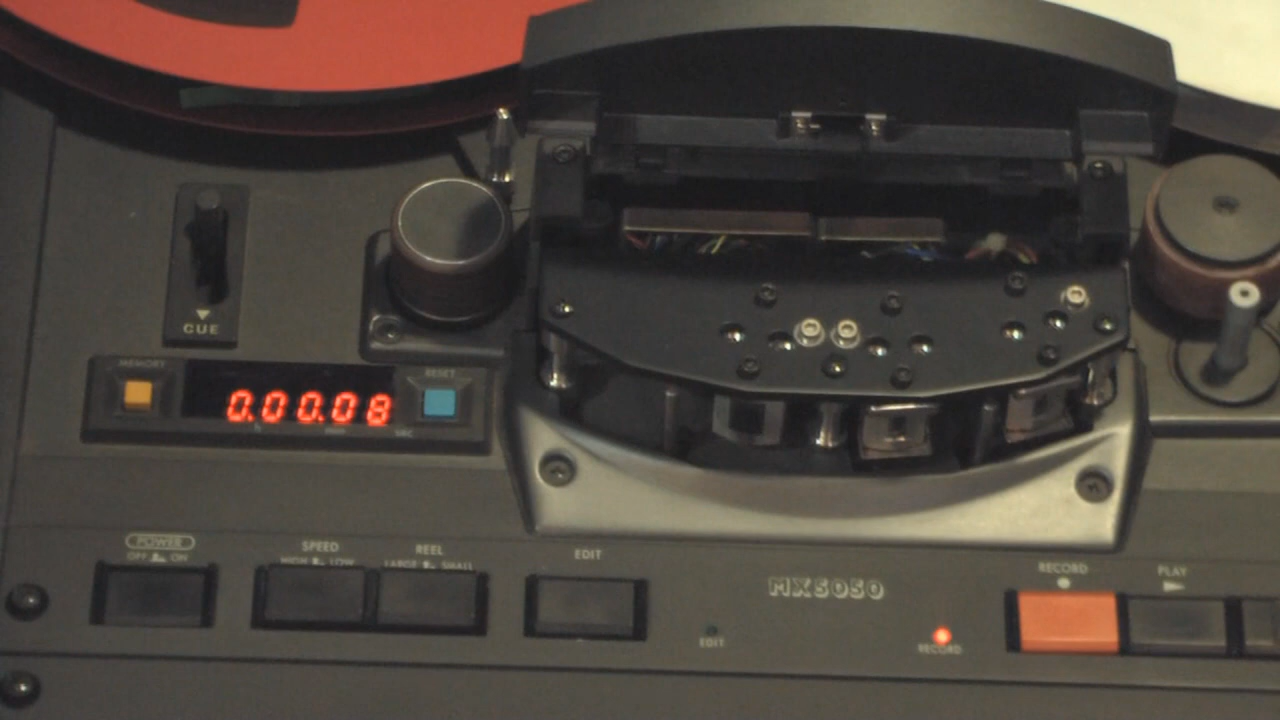 CUE
MEMORY
RESET
0.00.08
SEC
POWER
OFF ON
SPEED
HIGH LOW
REEL
LARGE SMALL
EDIT
MX5050
EDIT
RECORD
RECORD
PLAY